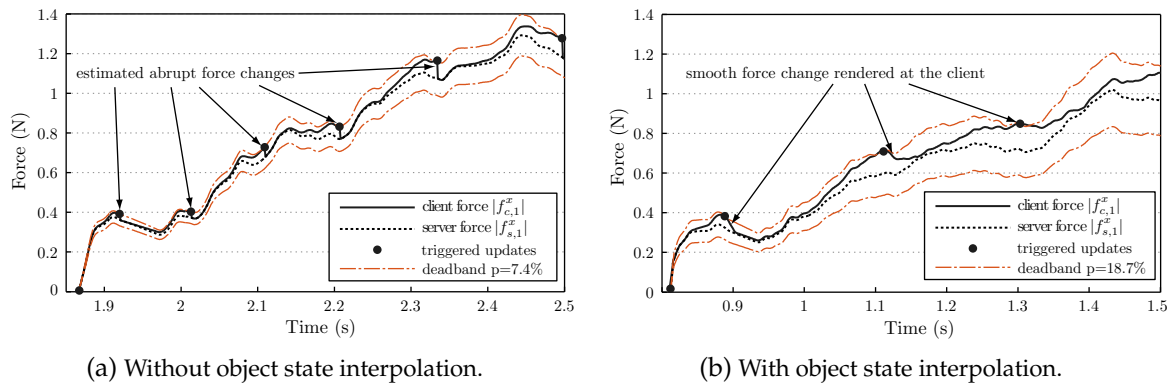 1.4
1.2
1
0.8
0.6
0.4
0.2
0
Force (N)
estimated abrupt force changes
client force |f^x_{c,1}|
server force |f^x_{s,1}|
triggered updates
deadband p=7.4%
1.9 2 2.1 2.2 2.3 2.4 2.5
Time (s)
(a) Without object state interpolation.
1.4
1.2
1
0.8
0.6
0.4
0.2
0
Force (N)
smooth force change rendered at the client
client force |f^x_{c,1}|
server force |f^x_{s,1}|
triggered updates
deadband p=18.7%
0.9 1 1.1 1.2 1.3 1.4 1.5
Time (s)
(b) With object state interpolation.